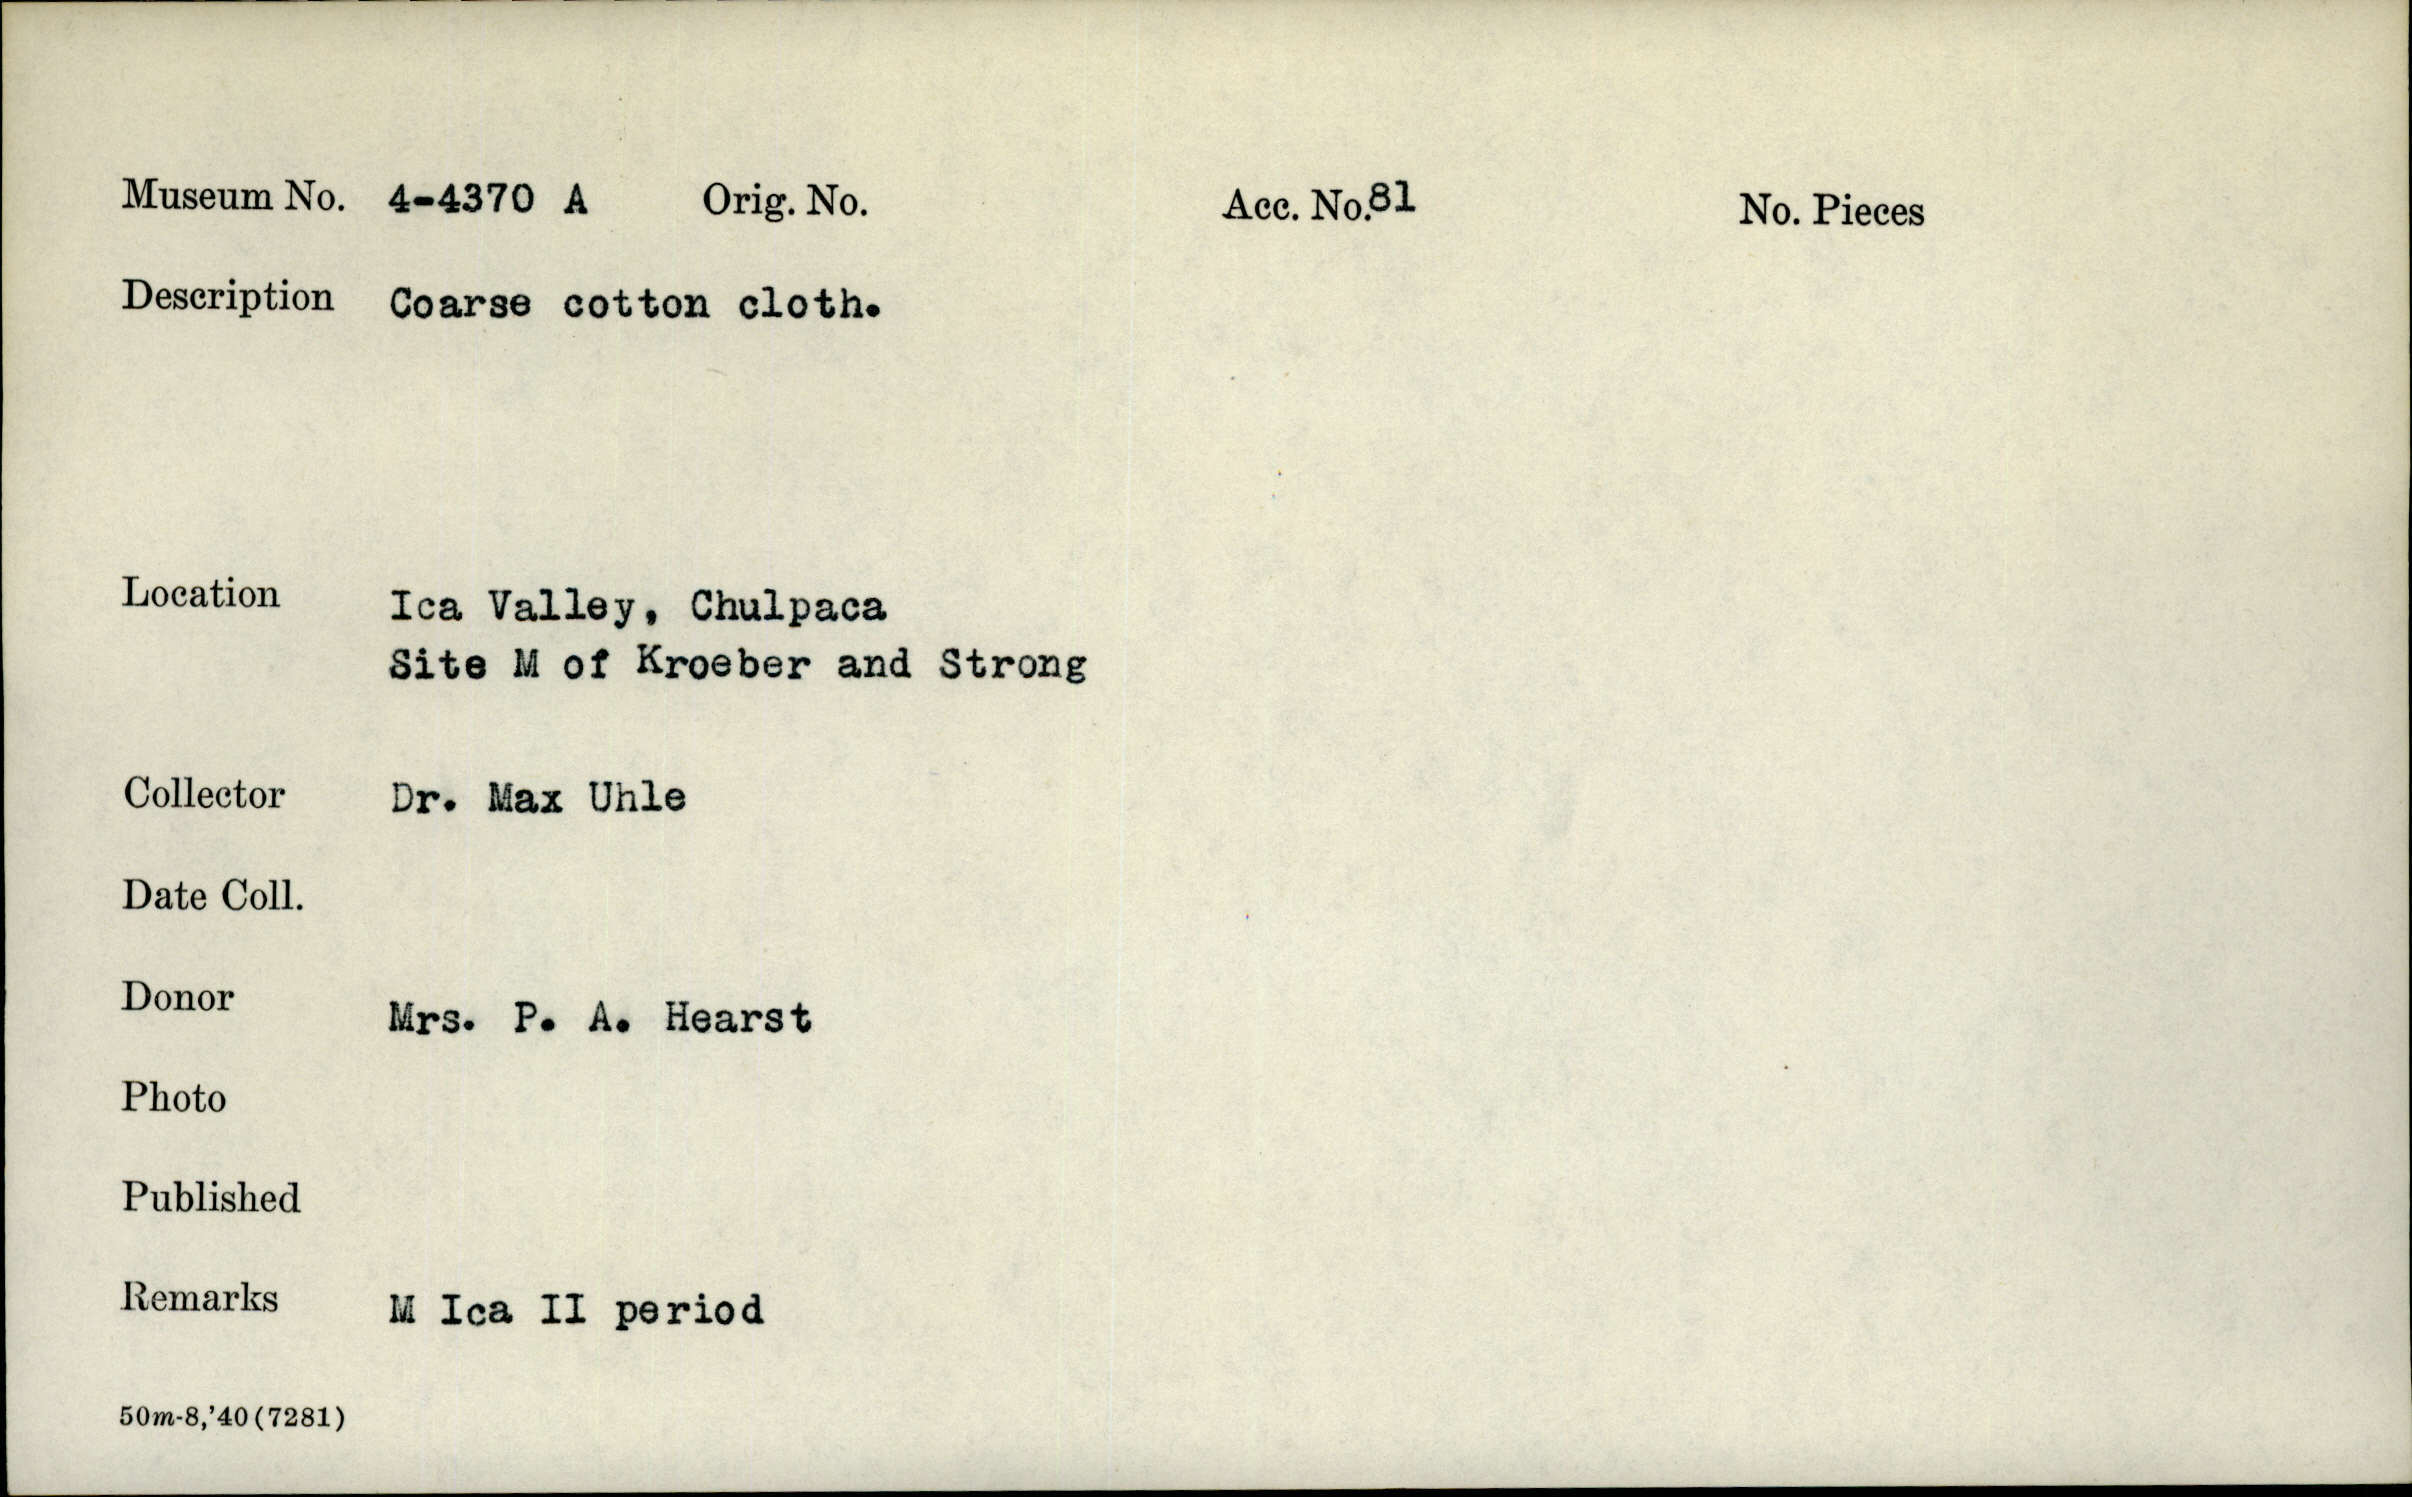 Museum No. 4-4370 A Orig. No. Acc. No. 81 No. Pieces
Description Coarse cotton cloth.
Location Ica Valley, Chulpaca
Site M of Kroeber and Strong
Collector Dr. Max Uhle
Date Coll.
Donor Mrs. P. A. Hearst
Photo
Published
Remarks M Ica II period
50m-8,'40(7281)